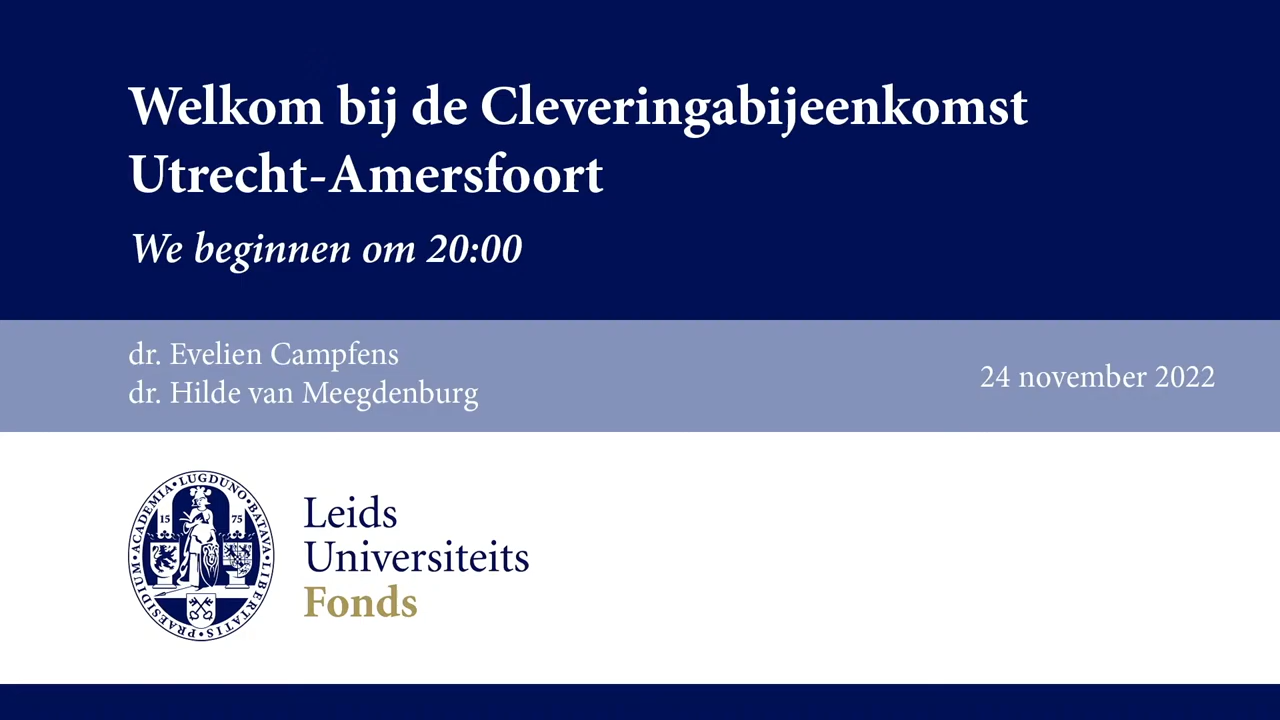 Welkom bij de Cleveringabijeenkomst
Utrecht-Amersfoort
We beginnen om 20:00
dr. Evelien Campfens
dr. Hilde van Meegdenburg
24 november 2022
ACADEMIA·LUGDUNO·BATAVA·LIBERTATIS·PRAESIDIUM·
15 75
Leids
Universiteits
Fonds